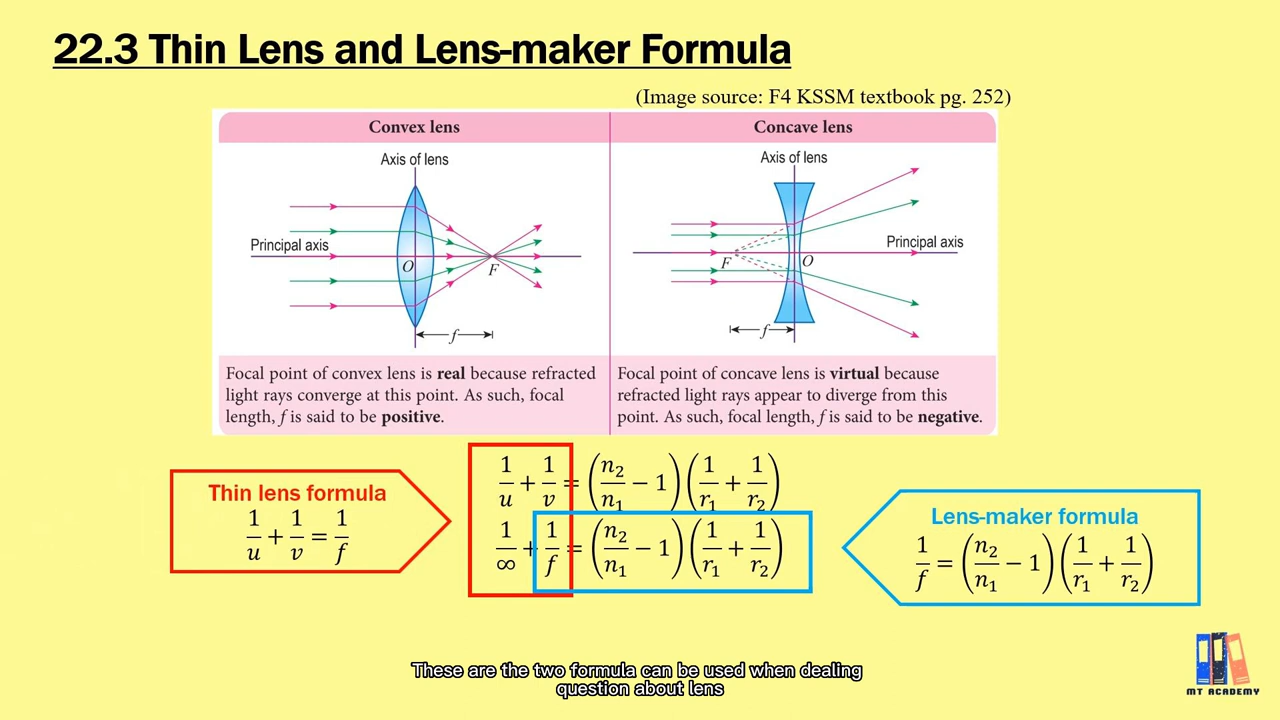 22.3 Thin Lens and Lens-maker Formula
(Image source: F4 KSSM textbook pg. 252)
Convex lens
Axis of lens
Principal axis
O
F
f
Focal point of convex lens is real because refracted
light rays converge at this point. As such, focal
length, f is said to be positive.
Concave lens
Axis of lens
Principal axis
F
O
f
Focal point of concave lens is virtual because
refracted light rays appear to diverge from this
point. As such, focal length, f is said to be negative.
Thin lens formula
1/u + 1/v = 1/f
1/u + 1/v = (n₂/n₁ − 1)(1/r₁ + 1/r₂)
1/∞ + 1/f = (n₂/n₁ − 1)(1/r₁ + 1/r₂)
Lens-maker formula
1/f = (n₂/n₁ − 1)(1/r₁ + 1/r₂)
These are the two formula can be used when dealing
question about lens
MT ACADEMY